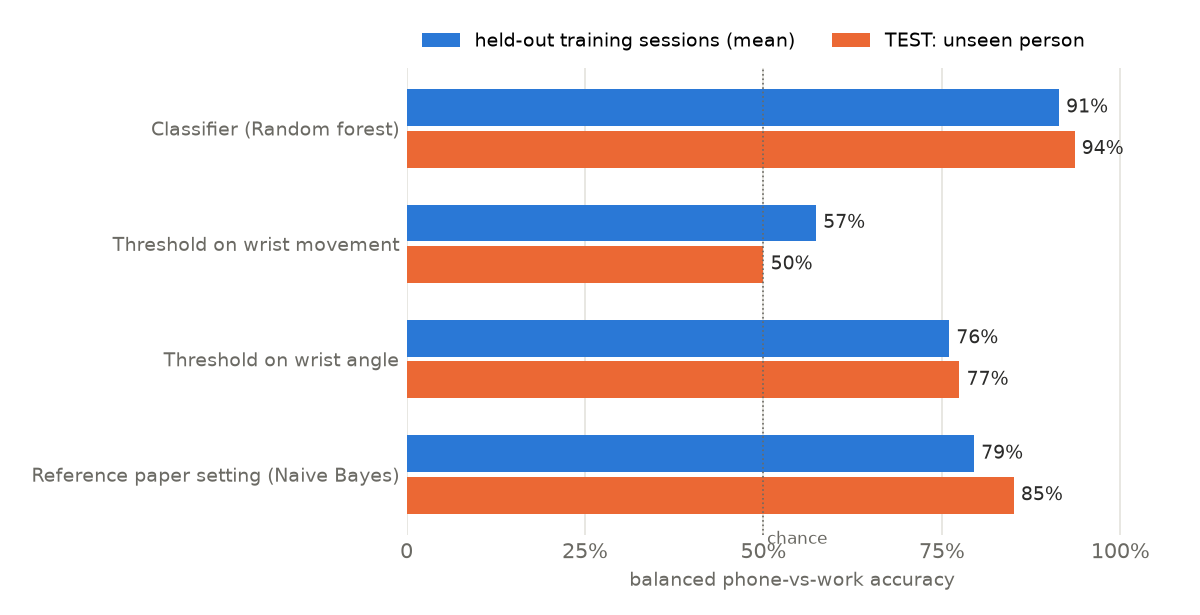 held-out training sessions (mean)
TEST: unseen person
Classifier (Random forest)
91%
94%
Threshold on wrist movement
57%
50%
Threshold on wrist angle
76%
77%
Reference paper setting (Naive Bayes)
79%
85%
chance
0
25%
50%
75%
100%
balanced phone-vs-work accuracy